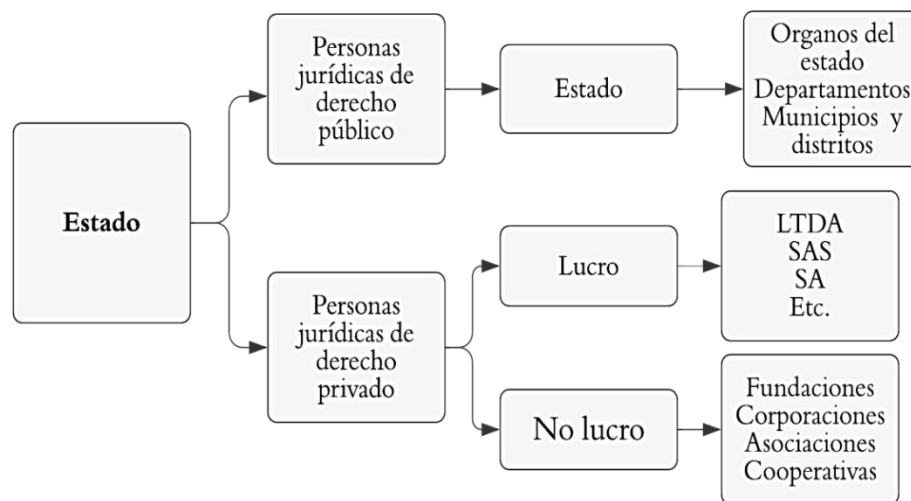 Estado
Personas
jurídicas de
derecho
público
Estado
Organos del
estado
Departamentos
Municipios y
distritos
Personas
jurídicas de
derecho
privado
Lucro
LTDA
SAS
SA
Etc.
No lucro
Fundaciones
Corporaciones
Asociaciones
Cooperativas